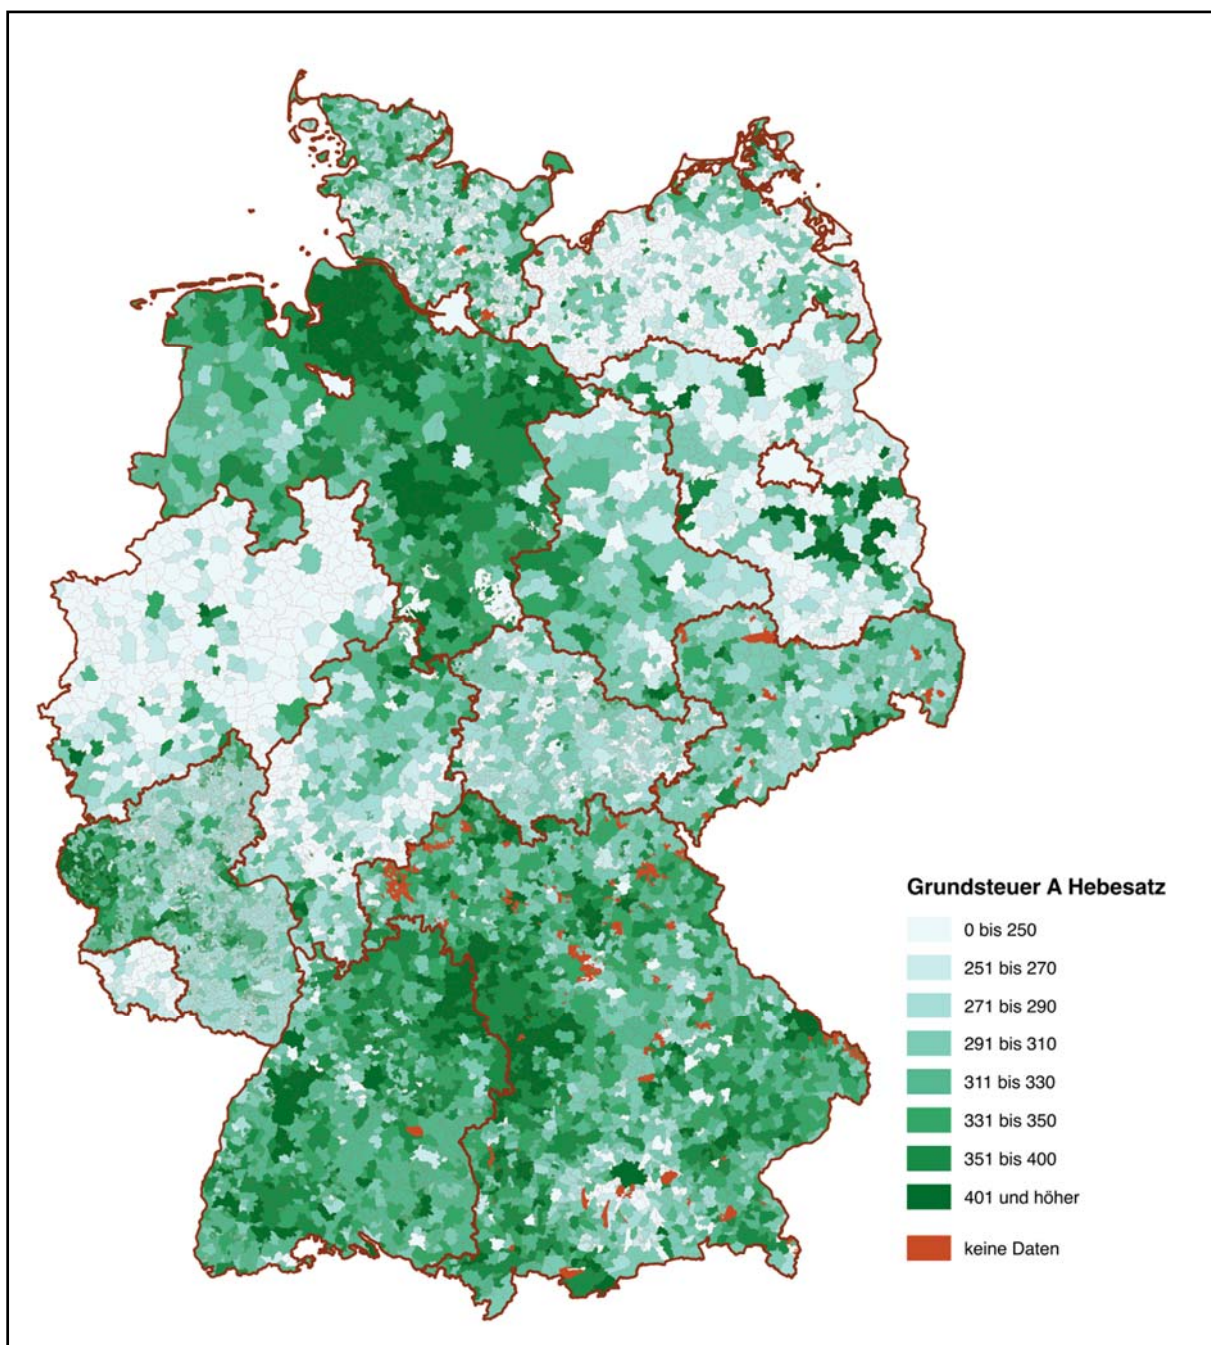 Grundsteuer A Hebesatz
0 bis 250
251 bis 270
271 bis 290
291 bis 310
311 bis 330
331 bis 350
351 bis 400
401 und höher
keine Daten